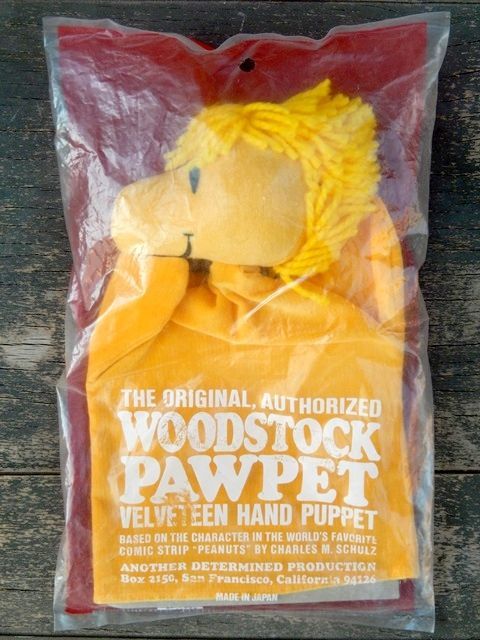 THE ORIGINAL, AUTHORIZED
WOODSTOCK
PAWPET
VELVETEEN HAND PUPPET
BASED ON THE CHARACTER IN THE WORLD'S FAVORITE
COMIC STRIP "PEANUTS" BY CHARLES M. SCHULZ
ANOTHER DETERMINED PRODUCTION
Box 2150, San Francisco, California 94126
MADE IN JAPAN